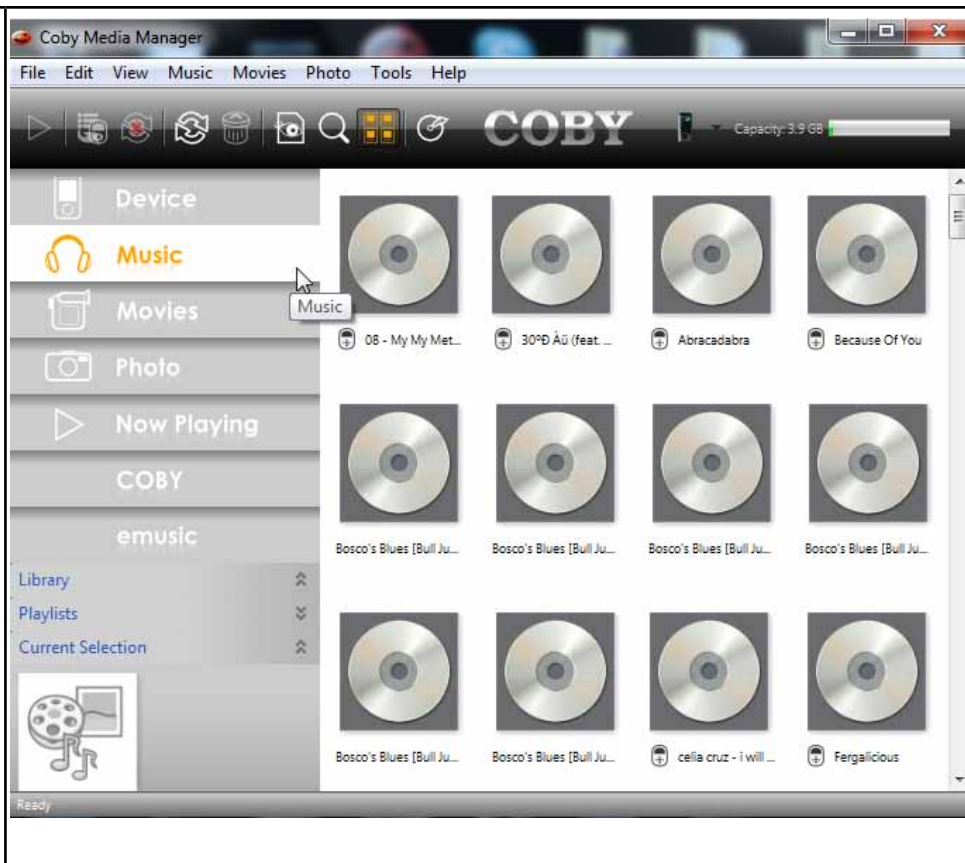 Coby Media Manager
File Edit View Music Movies Photo Tools Help
COBY Capacity: 3.9 GB
Device
Music
Music
Movies
Photo
Now Playing
COBY
emusic
Library
Playlists
Current Selection
08 - My My Met... 30ºÐ Àü (feat. ... Abracadabra Because Of You
Bosco's Blues [Bull Ju... Bosco's Blues [Bull Ju... Bosco's Blues [Bull Ju... Bosco's Blues [Bull Ju...
Bosco's Blues [Bull Ju... Bosco's Blues [Bull Ju... celia cruz - i will ... Fergalicious
Ready